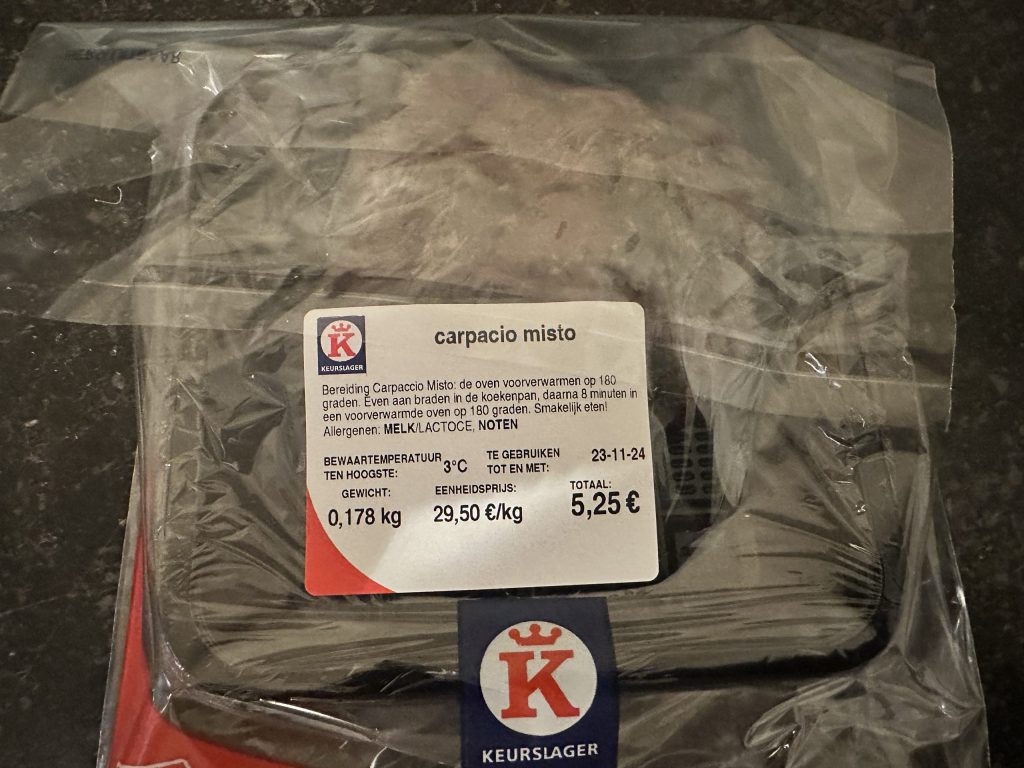 carpacio misto
K
KEURSLAGER
Bereiding Carpaccio Misto: de oven voorverwarmen op 180
graden. Even aan braden in de koekenpan, daarna 8 minuten in
een voorverwarmde oven op 180 graden. Smakelijk eten!
Allergenen: MELK/LACTOCE, NOTEN
BEWAARTEMPERATUUR
TEN HOOGSTE:
3°C
TE GEBRUIKEN
TOT EN MET:
23-11-24
GEWICHT:
0,178 kg
EENHEIDSPRIJS:
29,50 €/kg
TOTAAL:
5,25 €
K
KEURSLAGER